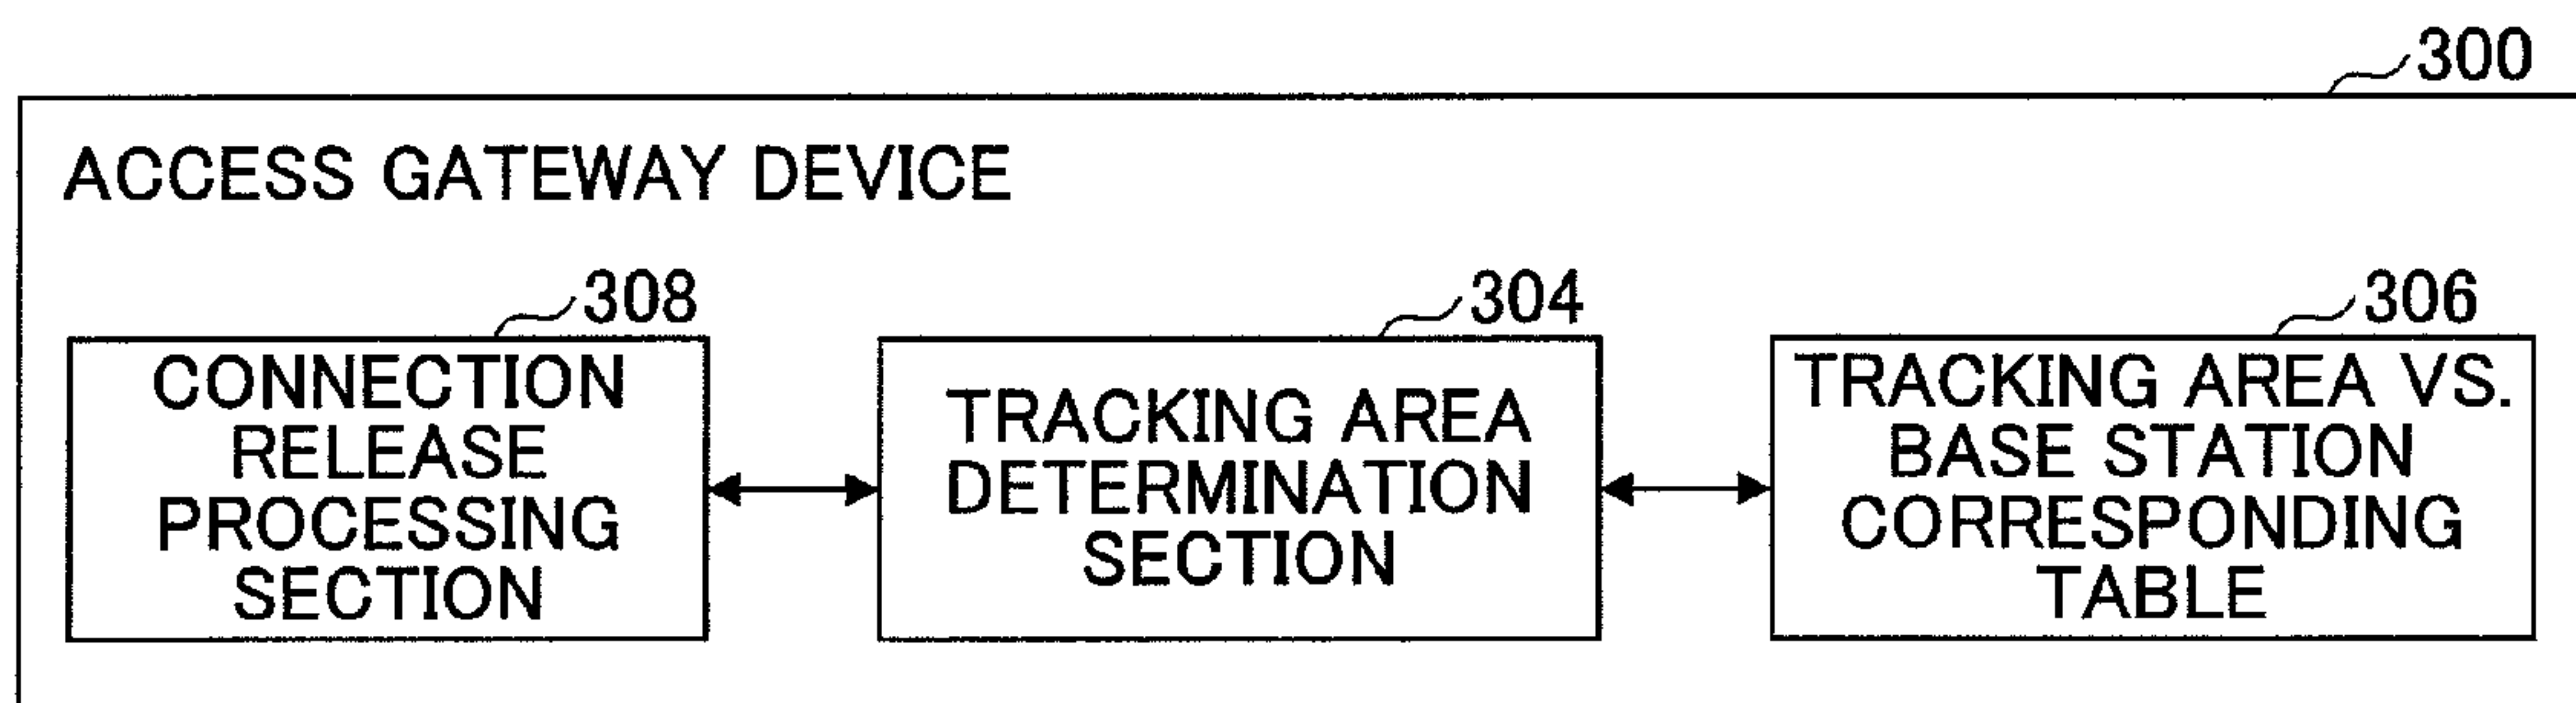 300
ACCESS GATEWAY DEVICE
308
CONNECTION
RELEASE
PROCESSING
SECTION
304
TRACKING AREA
DETERMINATION
SECTION
306
TRACKING AREA VS.
BASE STATION
CORRESPONDING
TABLE